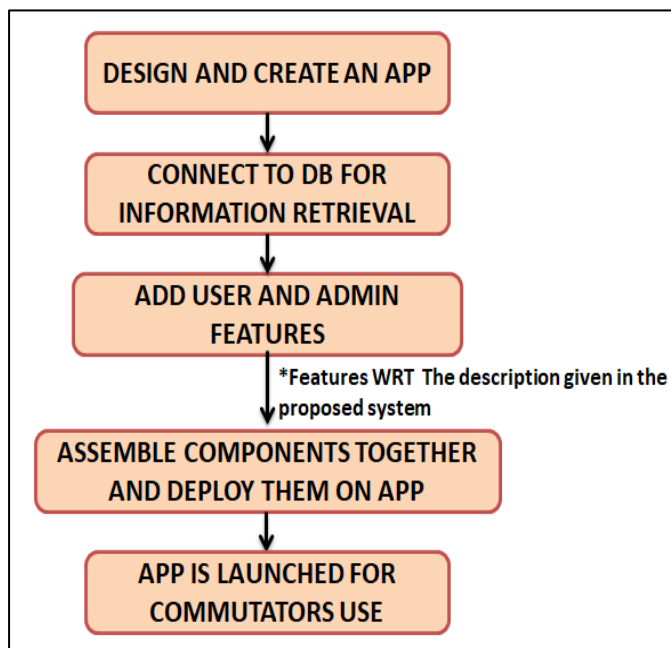 DESIGN AND CREATE AN APP
CONNECT TO DB FOR
INFORMATION RETRIEVAL
ADD USER AND ADMIN
FEATURES
*Features WRT The description given in the
proposed system
ASSEMBLE COMPONENTS TOGETHER
AND DEPLOY THEM ON APP
APP IS LAUNCHED FOR
COMMUTATORS USE